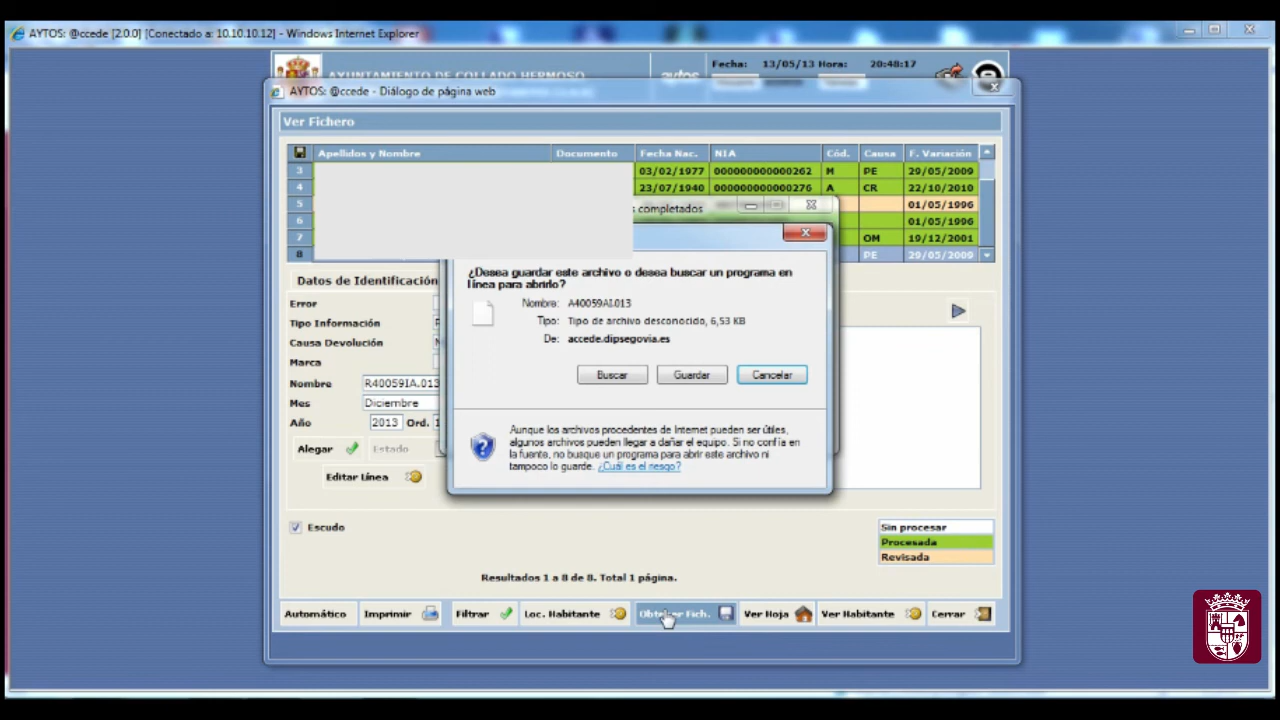 AYTOS: @ccede [2.0.0] [Conectado a: 10.10.10.12] - Windows Internet Explorer
AYUNTAMIENTO DE COLLADO HERMOSO
aytos
Fecha: 13/05/13 Hora: 20:48:17
AYTOS: @ccede - Diálogo de página web
Ver Fichero
Apellidos y Nombre Documento Fecha Nac. NIA Cód. Causa F. Variación
3 03/02/1977 000000000000262 M PE 29/05/2009
4 23/07/1940 000000000000276 A CR 22/10/2010
5 01/05/1996
6 01/05/1996
7 OM 19/12/2001
8 PE 29/05/2009
s completados
¿Desea guardar este archivo o desea buscar un programa en
línea para abrirlo?
Nombre: A40059AI.013
Tipo: Tipo de archivo desconocido, 6,53 KB
De: accede.dipsegovia.es
Buscar Guardar Cancelar
Aunque los archivos procedentes de Internet pueden ser útiles,
algunos archivos pueden llegar a dañar el equipo. Si no confía en
la fuente, no busque un programa para abrir este archivo ni
tampoco lo guarde. ¿Cuál es el riesgo?
Datos de Identificación
Error
Tipo Información
Causa Devolución
Marca
Nombre R40059IA.013
Mes Diciembre
Año 2013 Ord. 1
Alegar Estado
Editar Línea
Escudo
Sin procesar
Procesada
Revisada
Resultados 1 a 8 de 8. Total 1 página.
Automático Imprimir Filtrar Loc. Habitante Obtener Fich. Ver Hoja Ver Habitante Cerrar